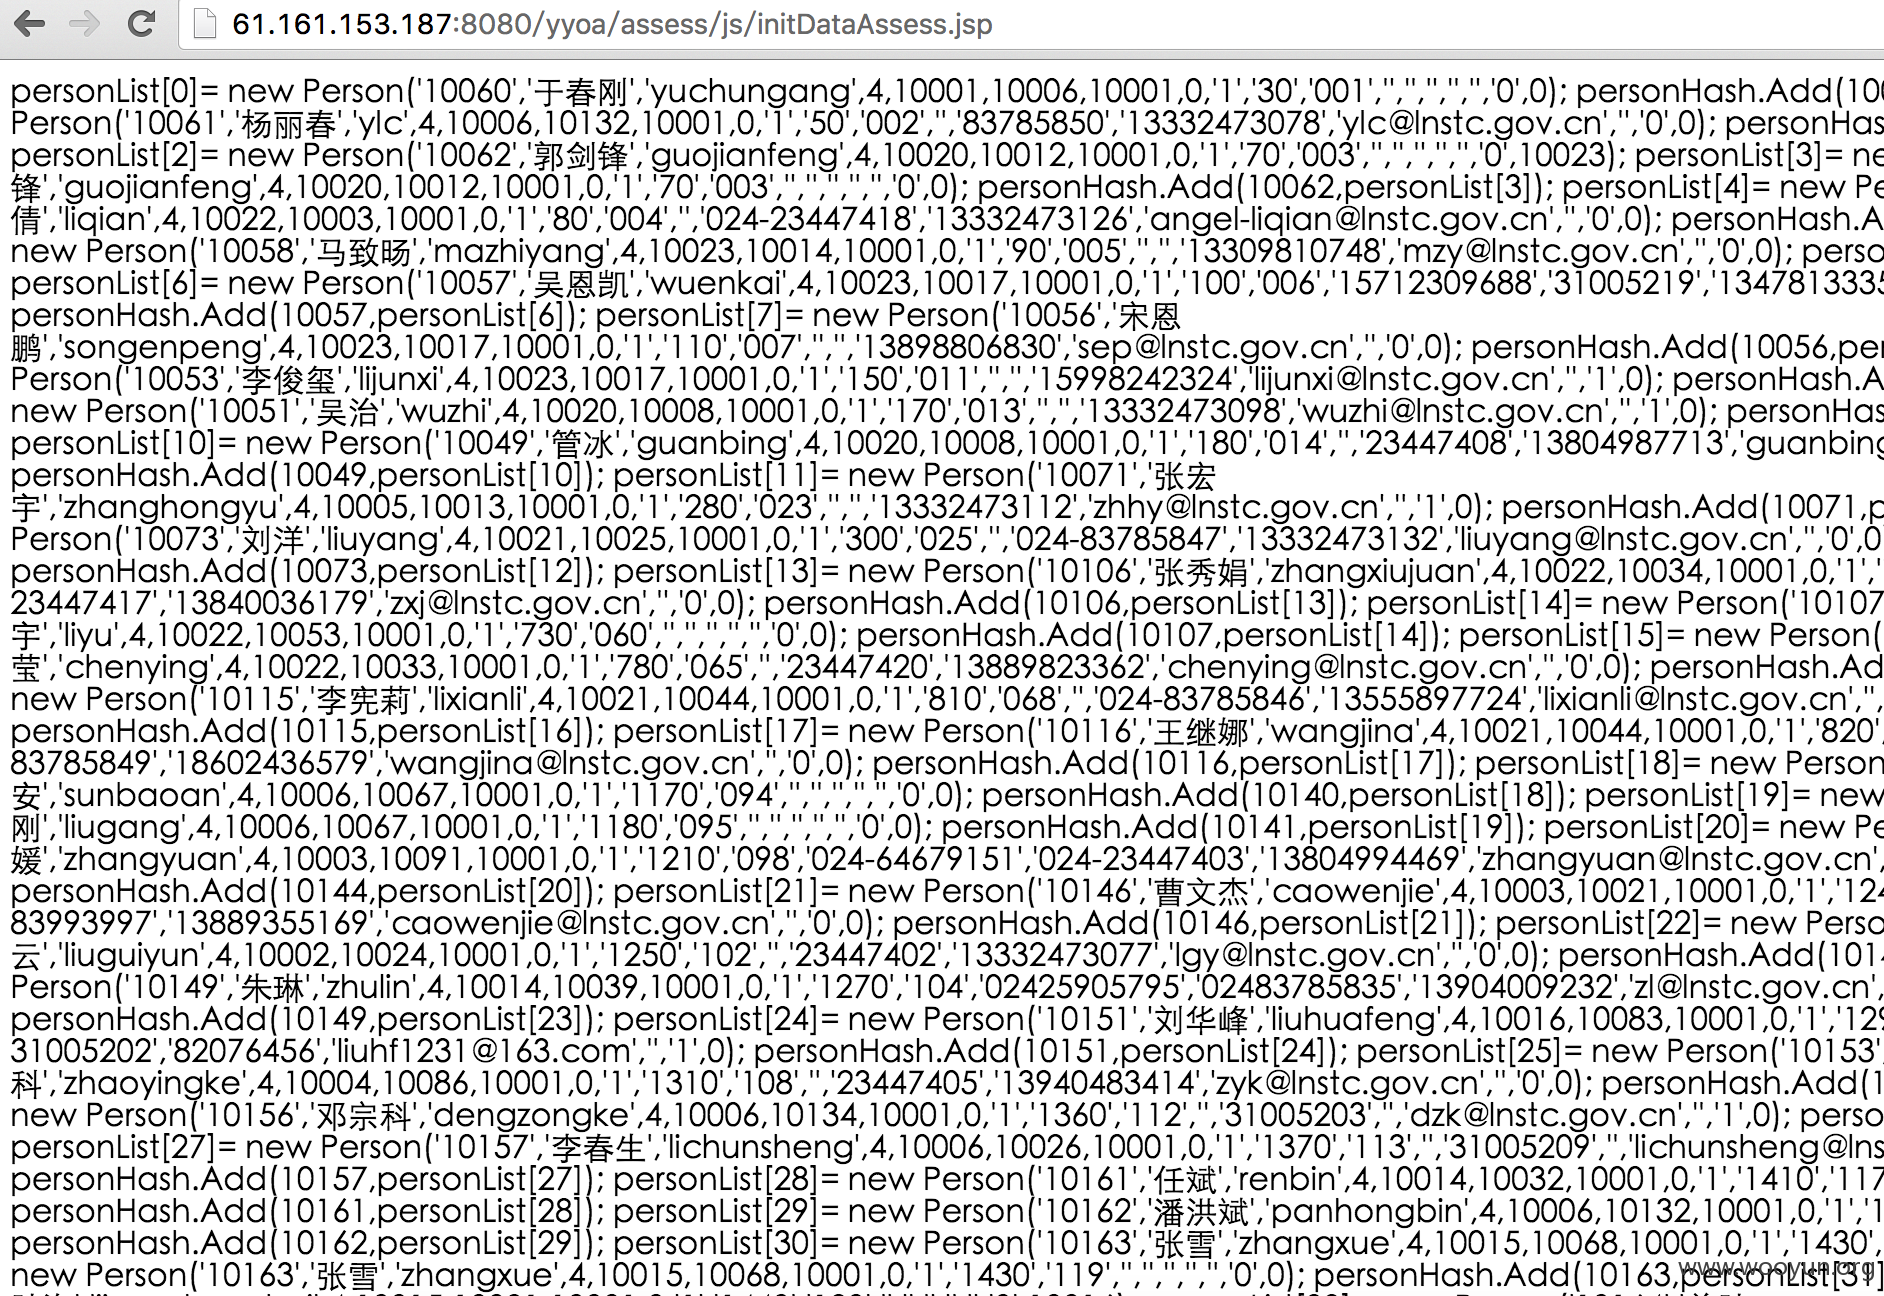 61.161.153.187:8080/yyoa/assess/js/initDataAssess.jsp
personList[0]= new Person('10060','于春刚','yuchungang',4,10001,10006,10001,0,'1','30','001','','','','','','0',0); personHash.Add(100
Person('10061','杨丽春','ylc',4,10006,10132,10001,0,'1','50','002','','83785850','13332473078','ylc@lnstc.gov.cn','','0',0); personHas
personList[2]= new Person('10062','郭剑锋','guojianfeng',4,10020,10012,10001,0,'1','70','003','','','','','','0',10023); personList[3]= ne
锋','guojianfeng',4,10020,10012,10001,0,'1','70','003','','','','','','0',0); personHash.Add(10062,personList[3]); personList[4]= new Pe
倩','liqian',4,10022,10003,10001,0,'1','80','004','','024-23447418','13332473126','angel-liqian@lnstc.gov.cn','','0',0); personHash.A
new Person('10058','马致旸','mazhiyang',4,10023,10014,10001,0,'1','90','005','','','13309810748','mzy@lnstc.gov.cn','','0',0); perso
personList[6]= new Person('10057','吴恩凯','wuenkai',4,10023,10017,10001,0,'1','100','006','15712309688','31005219','1347813335
personHash.Add(10057,personList[6]); personList[7]= new Person('10056','宋恩
鹏','songenpeng',4,10023,10017,10001,0,'1','110','007','','','13898806830','sep@lnstc.gov.cn','','0',0); personHash.Add(10056,per
Person('10053','李俊玺','lijunxi',4,10023,10017,10001,0,'1','150','011','','','15998242324','lijunxi@lnstc.gov.cn','','1',0); personHash.A
new Person('10051','吴治','wuzhi',4,10020,10008,10001,0,'1','170','013','','','13332473098','wuzhi@lnstc.gov.cn','','1',0); personHas
personList[10]= new Person('10049','管冰','guanbing',4,10020,10008,10001,0,'1','180','014','','23447408','13804987713','guanbing
personHash.Add(10049,personList[10]); personList[11]= new Person('10071','张宏
宇','zhanghongyu',4,10005,10013,10001,0,'1','280','023','','','13332473112','zhhy@lnstc.gov.cn','','1',0); personHash.Add(10071,p
Person('10073','刘洋','liuyang',4,10021,10025,10001,0,'1','300','025','','024-83785847','13332473132','liuyang@lnstc.gov.cn','','0',0
personHash.Add(10073,personList[12]); personList[13]= new Person('10106','张秀娟','zhangxiujuan',4,10022,10034,10001,0,'1','
23447417','13840036179','zxj@lnstc.gov.cn','','0',0); personHash.Add(10106,personList[13]); personList[14]= new Person('10107
宇','liyu',4,10022,10053,10001,0,'1','730','060','','','','','','0',0); personHash.Add(10107,personList[14]); personList[15]= new Person(
莹','chenying',4,10022,10033,10001,0,'1','780','065','','23447420','13889823362','chenying@lnstc.gov.cn','','0',0); personHash.Ad
new Person('10115','李宪莉','lixianli',4,10021,10044,10001,0,'1','810','068','','024-83785846','13555897724','lixianli@lnstc.gov.cn','',
personHash.Add(10115,personList[16]); personList[17]= new Person('10116','王继娜','wangjina',4,10021,10044,10001,0,'1','820',
83785849','18602436579','wangjina@lnstc.gov.cn','','0',0); personHash.Add(10116,personList[17]); personList[18]= new Person
安','sunbaoan',4,10006,10067,10001,0,'1','1170','094','','','','','','0',0); personHash.Add(10140,personList[18]); personList[19]= new
刚','liugang',4,10006,10067,10001,0,'1','1180','095','','','','','','0',0); personHash.Add(10141,personList[19]); personList[20]= new Pe
媛','zhangyuan',4,10003,10091,10001,0,'1','1210','098','024-64679151','024-23447403','13804994469','zhangyuan@lnstc.gov.cn',
personHash.Add(10144,personList[20]); personList[21]= new Person('10146','曹文杰','caowenjie',4,10003,10021,10001,0,'1','124
83993997','13889355169','caowenjie@lnstc.gov.cn','','0',0); personHash.Add(10146,personList[21]); personList[22]= new Perso
云','liuguiyun',4,10002,10024,10001,0,'1','1250','102','','23447402','13332473077','lgy@lnstc.gov.cn','','0',0); personHash.Add(1014
Person('10149','朱琳','zhulin',4,10014,10039,10001,0,'1','1270','104','02425905795','02483785835','13904009232','zl@lnstc.gov.cn',
personHash.Add(10149,personList[23]); personList[24]= new Person('10151','刘华峰','liuhuafeng',4,10016,10083,10001,0,'1','129
31005202','82076456','liuhf1231@163.com','','1',0); personHash.Add(10151,personList[24]); personList[25]= new Person('10153',
科','zhaoyingke',4,10004,10086,10001,0,'1','1310','108','','23447405','13940483414','zyk@lnstc.gov.cn','','0',0); personHash.Add(1
new Person('10156','邓宗科','dengzongke',4,10006,10134,10001,0,'1','1360','112','','31005203','','dzk@lnstc.gov.cn','','1',0); perso
personList[27]= new Person('10157','李春生','lichunsheng',4,10006,10026,10001,0,'1','1370','113','','31005209','','lichunsheng@lns
personHash.Add(10157,personList[27]); personList[28]= new Person('10161','任斌','renbin',4,10014,10032,10001,0,'1','1410','117
personHash.Add(10161,personList[28]); personList[29]= new Person('10162','潘洪斌','panhongbin',4,10006,10132,10001,0,'1','1
personHash.Add(10162,personList[29]); personList[30]= new Person('10163','张雪','zhangxue',4,10015,10068,10001,0,'1','1430',
new Person('10163','张雪','zhangxue',4,10015,10068,10001,0,'1','1430','119','','','','','','0',0); personHash.Add(10163,personList[31]
www.wooyun.org